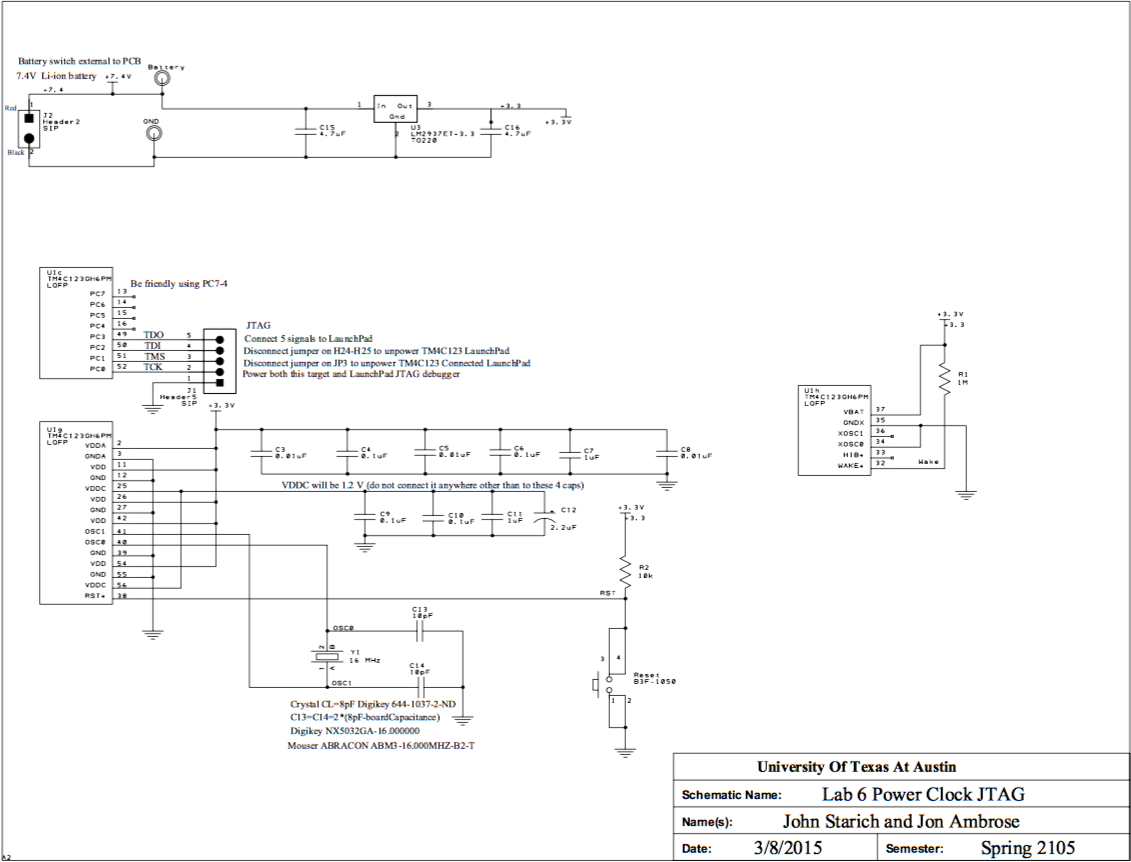 Battery switch external to PCB
7.4V Li-ion battery
+7.4V
Battery
+7.4
Red
1
J2
Header2
SIP
Black
2
GND
C15
4.7uF
1
In Out
Gnd
3
2
U3
LM2937ET-3.3
TO220
+3.3
+3.3V
C16
4.7uF
U1c
TM4C123GH6PM
LQFP
Be friendly using PC7-4
PC7 13
PC6 14
PC5 15
PC4 16
PC3 49 TDO 5
PC2 50 TDI 4
PC1 51 TMS 3
PC0 52 TCK 2
1
J1
Header5
SIP
JTAG
Connect 5 signals to LaunchPad
Disconnect jumper on H24-H25 to unpower TM4C123 LaunchPad
Disconnect jumper on JP3 to unpower TM4C123 Connected LaunchPad
Power both this target and LaunchPad JTAG debugger
+3.3V
U1g
TM4C123GH6PM
LQFP
VDDA 2
GNDA 3
VDD 11
GND 12
VDDC 25
VDD 26
GND 27
VDD 42
OSC1 41
OSC0 40
GND 39
VDD 54
GND 55
VDDC 56
RST* 38
C3
0.01uF
C4
0.1uF
C5
0.01uF
C6
0.1uF
C7
1uF
C8
0.01uF
VDDC will be 1.2 V (do not connect it anywhere other than to these 4 caps)
C9
0.1uF
C10
0.1uF
C11
1uF
+ C12
2.2uF
+3.3V
+3.3
R2
10k
RST
3 4
Reset
B3F-1050
1 2
OSC0
2 B
Y1
16 MHz
1 A
OSC1
C13
10pF
C14
10pF
Crystal CL=8pF Digikey 644-1037-2-ND
C13=C14=2*(8pF-boardCapacitance)
Digikey NX5032GA-16.000000
Mouser ABRACON ABM3-16.000MHZ-B2-T
+3.3V
+3.3
R1
1M
U1h
TM4C123GH6PM
LQFP
VBAT 37
GNDX 35
XOSC1 36
XOSC0 34
HIB* 33
WAKE* 32
Wake
University Of Texas At Austin
Schematic Name: Lab 6 Power Clock JTAG
Name(s): John Starich and Jon Ambrose
Date: 3/8/2015 Semester: Spring 2105
A2